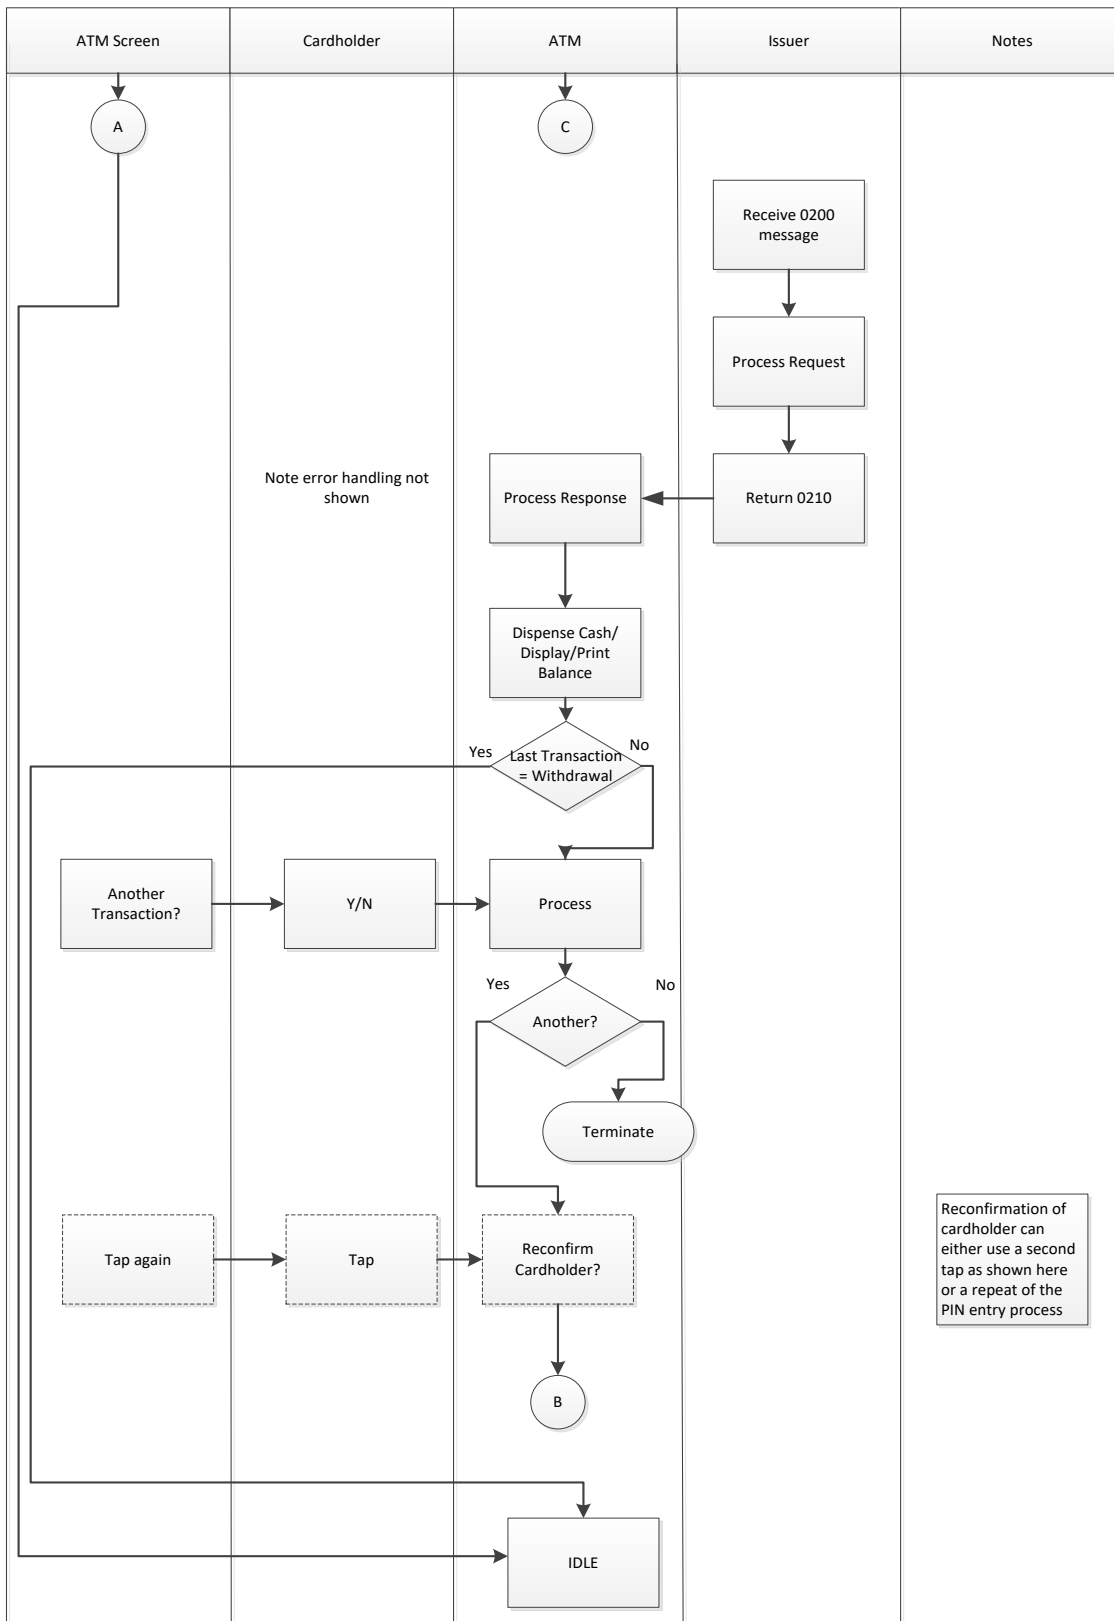 ATM Screen
Cardholder
ATM
Issuer
Notes
A
C
Receive 0200
message
Process Request
Note error handling not
shown
Process Response
Return 0210
Dispense Cash/
Display/Print
Balance
Yes
Last Transaction
= Withdrawal
No
Another
Transaction?
Y/N
Process
Yes
No
Another?
Terminate
Tap again
Tap
Reconfirm
Cardholder?
Reconfirmation of
cardholder can
either use a second
tap as shown here
or a repeat of the
PIN entry process
B
IDLE